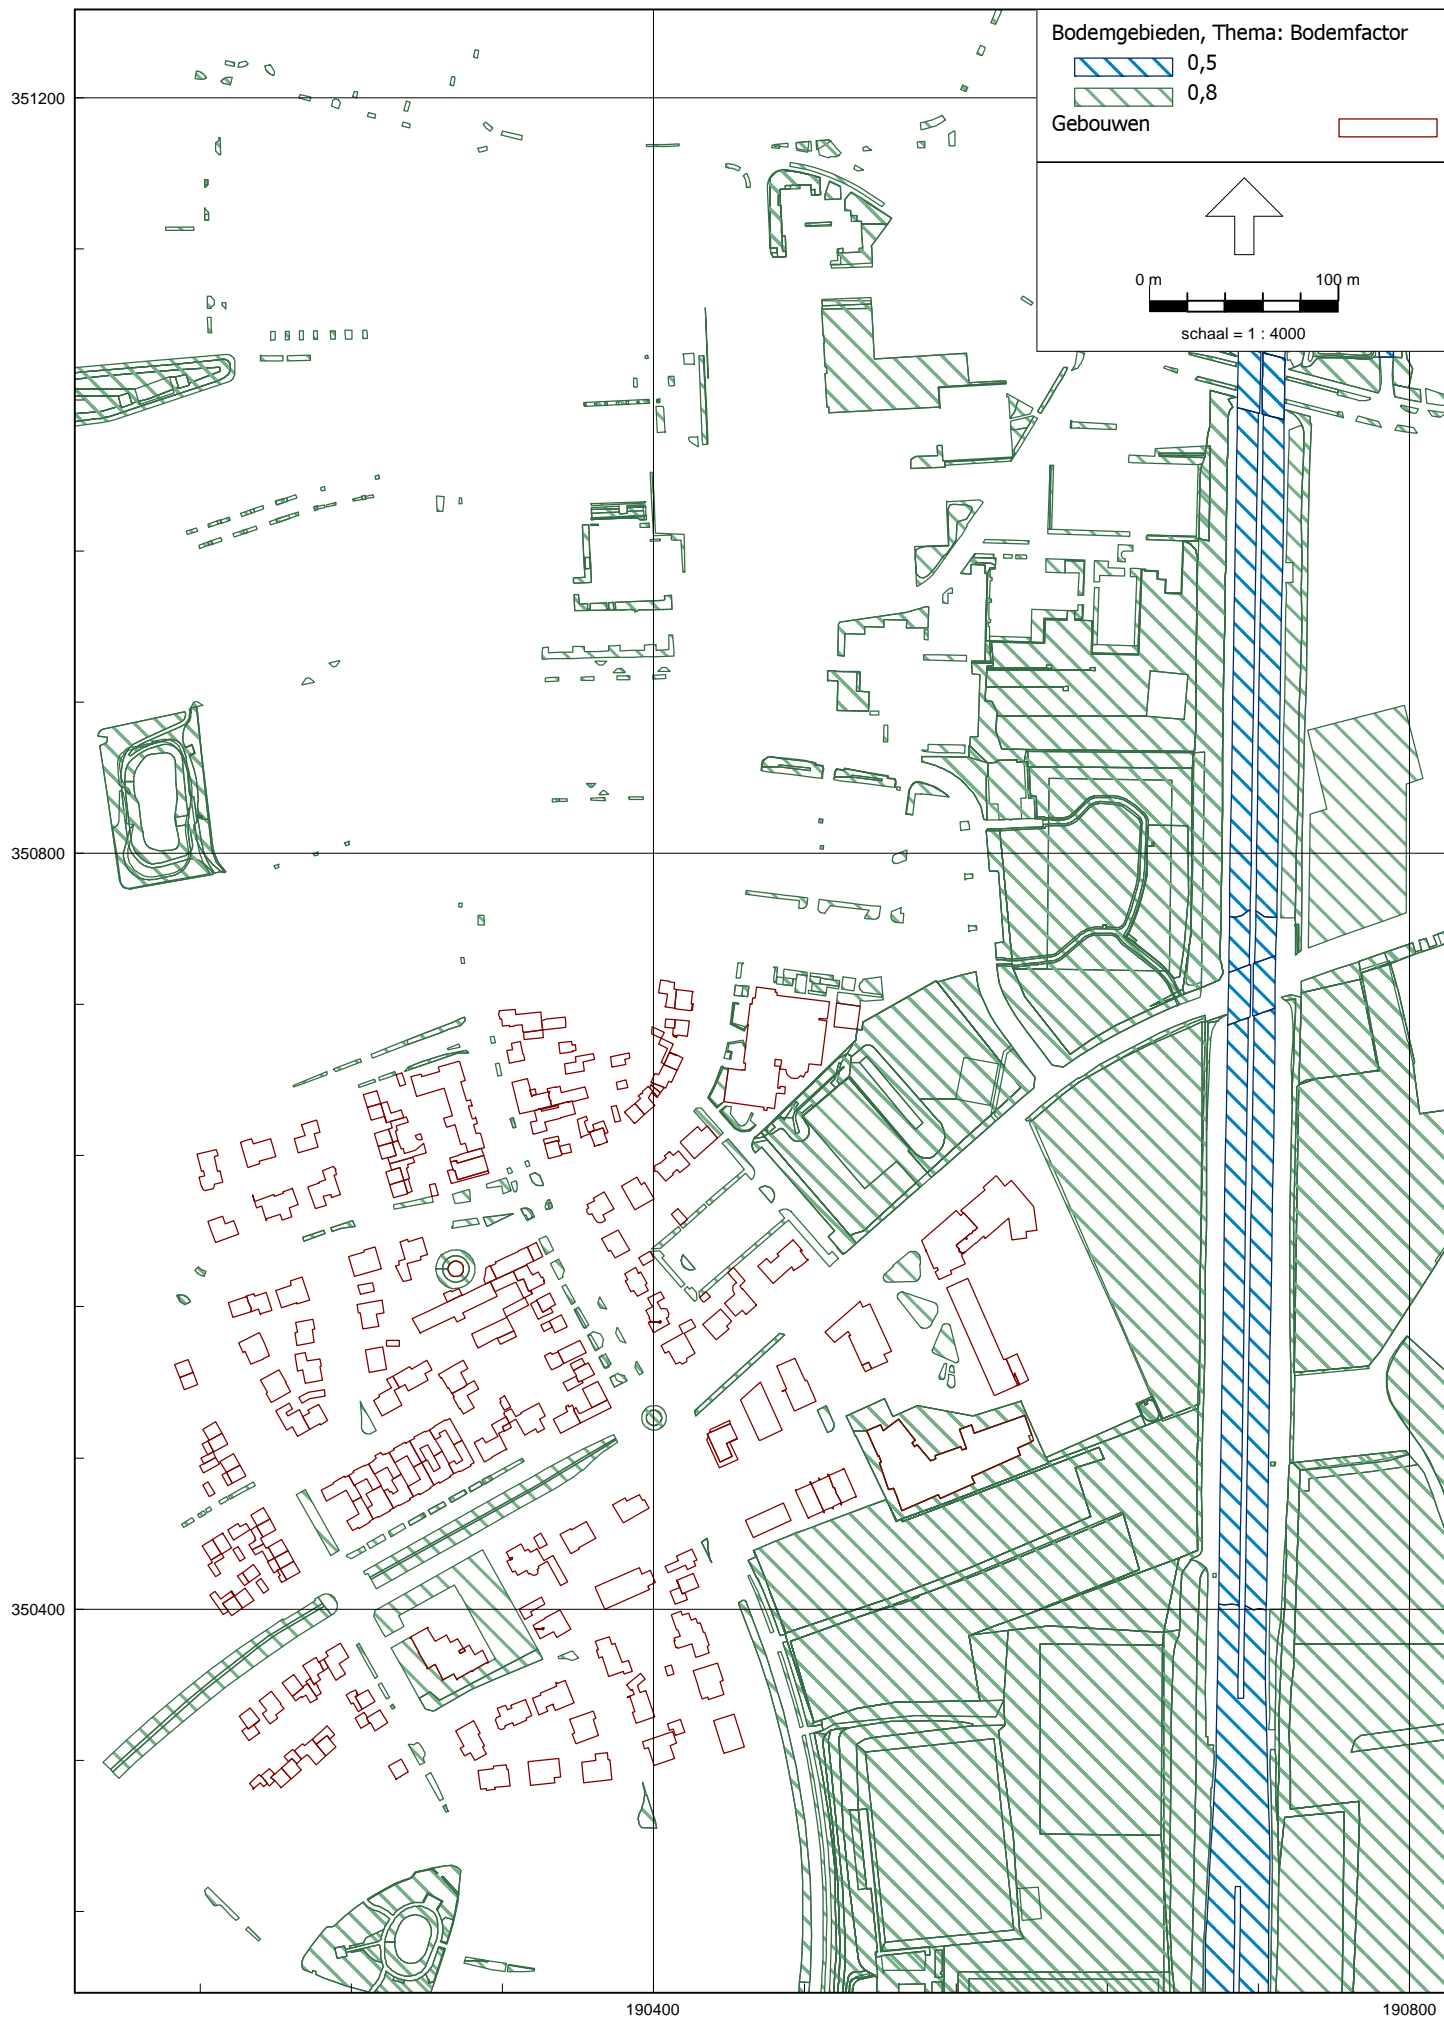 Bodemgebieden, Thema: Bodemfactor
0,5
0,8
Gebouwen
0 m 100 m
schaal = 1 : 4000
351200
350800
350400
190400 190800